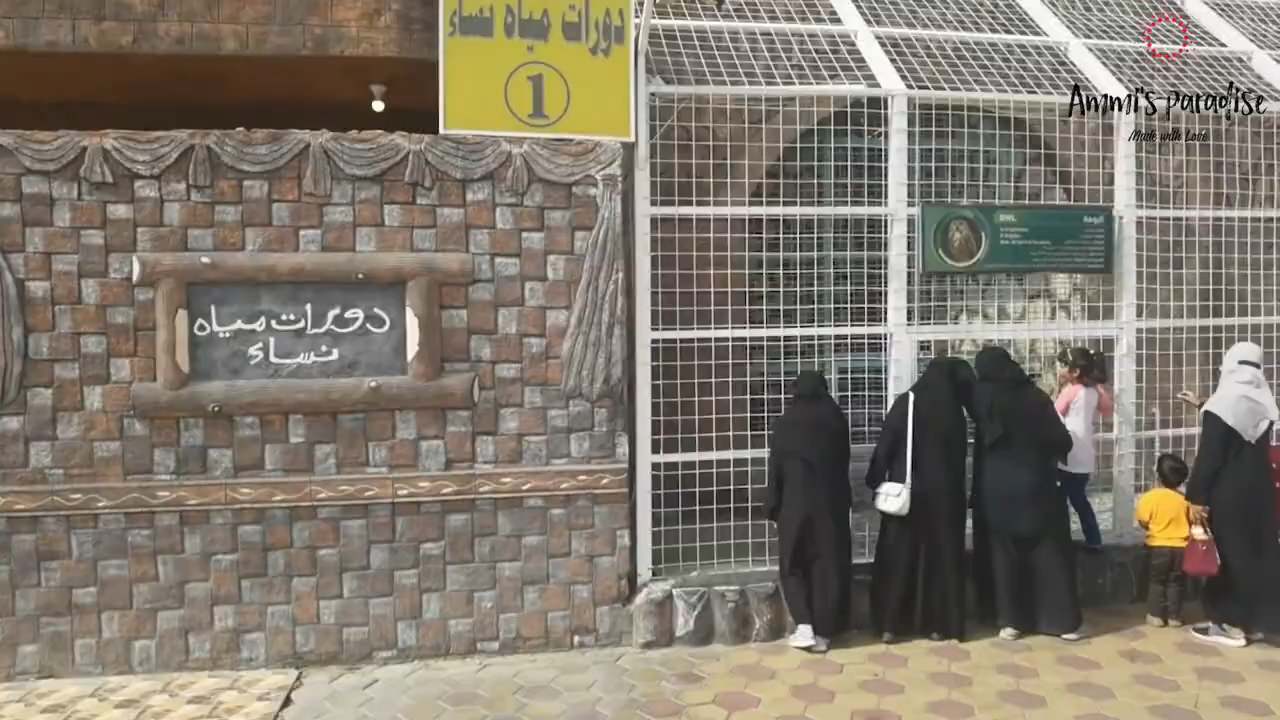 دورات مياه نساء
1
Ammi's paradise
Made with Love
OWL
البومة
دورات مياه
نساء